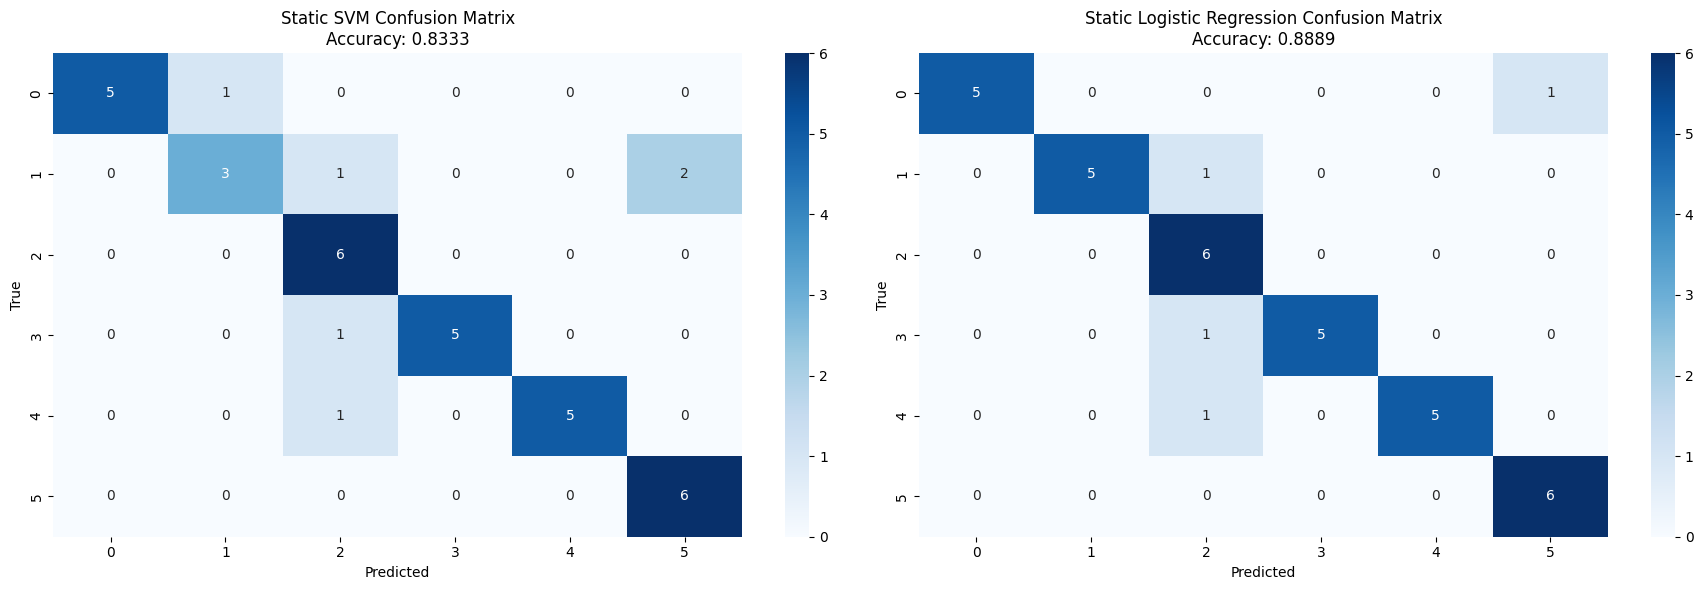 Static SVM Confusion Matrix
Accuracy: 0.8333
0 5 1 0 0 0 0
1 0 3 1 0 0 2
2 0 0 6 0 0 0
3 0 0 1 5 0 0
4 0 0 1 0 5 0
5 0 0 0 0 0 6
0 1 2 3 4 5
True
Predicted
6
5
4
3
2
1
0
Static Logistic Regression Confusion Matrix
Accuracy: 0.8889
0 5 0 0 0 0 1
1 0 5 1 0 0 0
2 0 0 6 0 0 0
3 0 0 1 5 0 0
4 0 0 1 0 5 0
5 0 0 0 0 0 6
0 1 2 3 4 5
True
Predicted
6
5
4
3
2
1
0